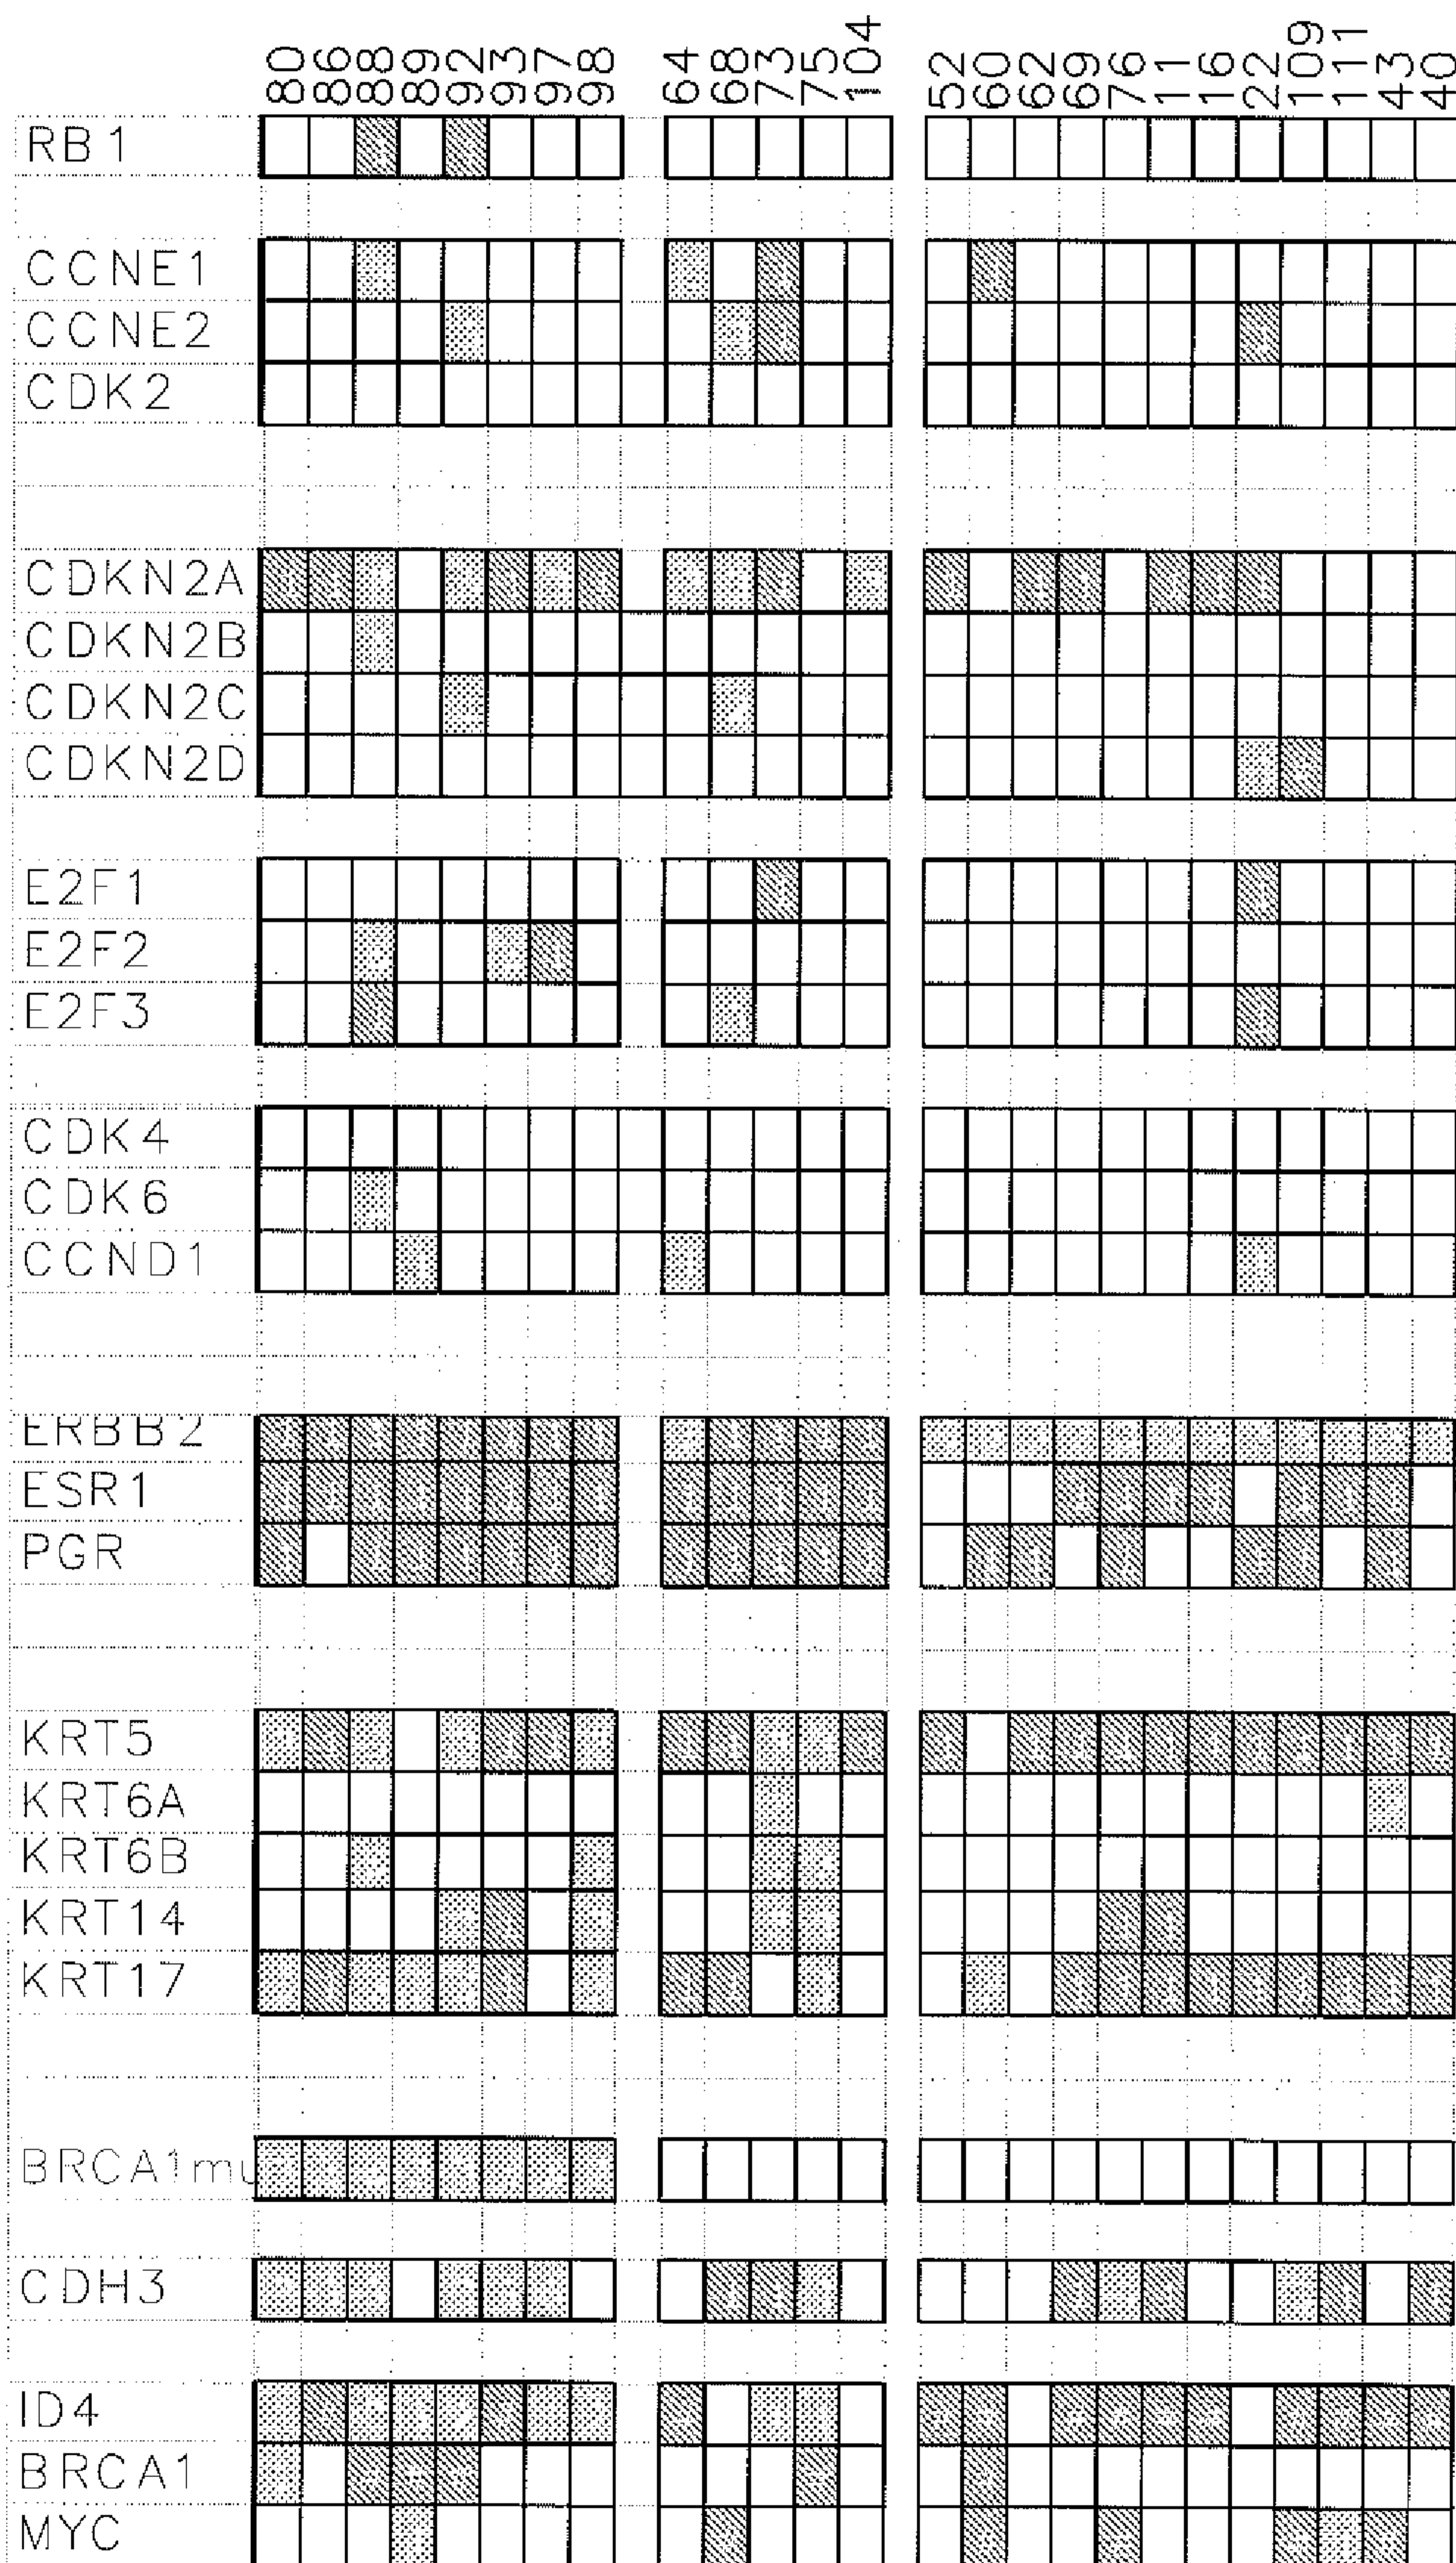 80 86 88 89 92 93 97 98 64 68 73 75 104 52 60 62 69 76 11 16 22 109 111 43 40
RB1
CCNE1
CCNE2
CDK2
CDKN2A
CDKN2B
CDKN2C
CDKN2D
E2F1
E2F2
E2F3
CDK4
CDK6
CCND1
ERBB2
ESR1
PGR
KRT5
KRT6A
KRT6B
KRT14
KRT17
BRCA1mu
CDH3
ID4
BRCA1
MYC